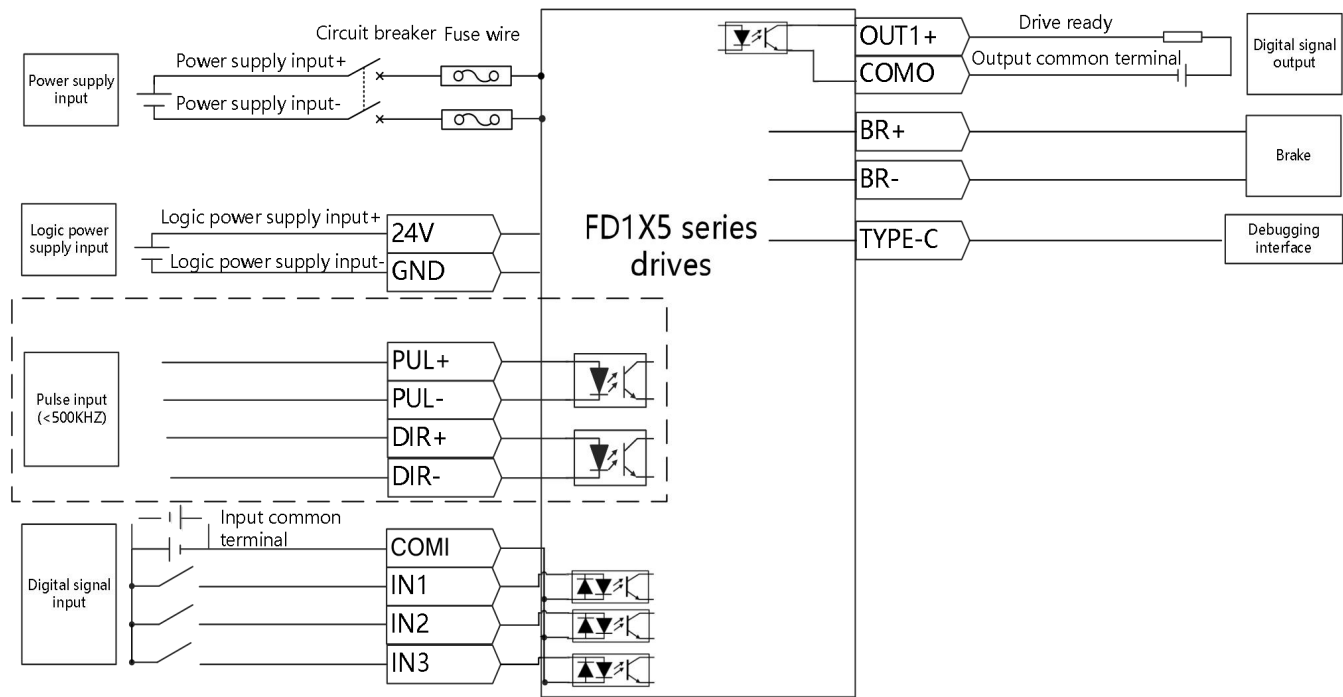 Circuit breaker Fuse wire
Power supply
input
Power supply input+
Power supply input-
Logic power
supply input
Logic power supply input+
Logic power supply input-
24V
GND
Pulse input
(<500KHZ)
PUL+
PUL-
DIR+
DIR-
Digital signal
input
Input common
terminal
COMI
IN1
IN2
IN3
FD1X5 series
drives
OUT1+
COMO
Drive ready
Output common terminal
Digital signal
output
BR+
BR-
Brake
TYPE-C
Debugging
interface